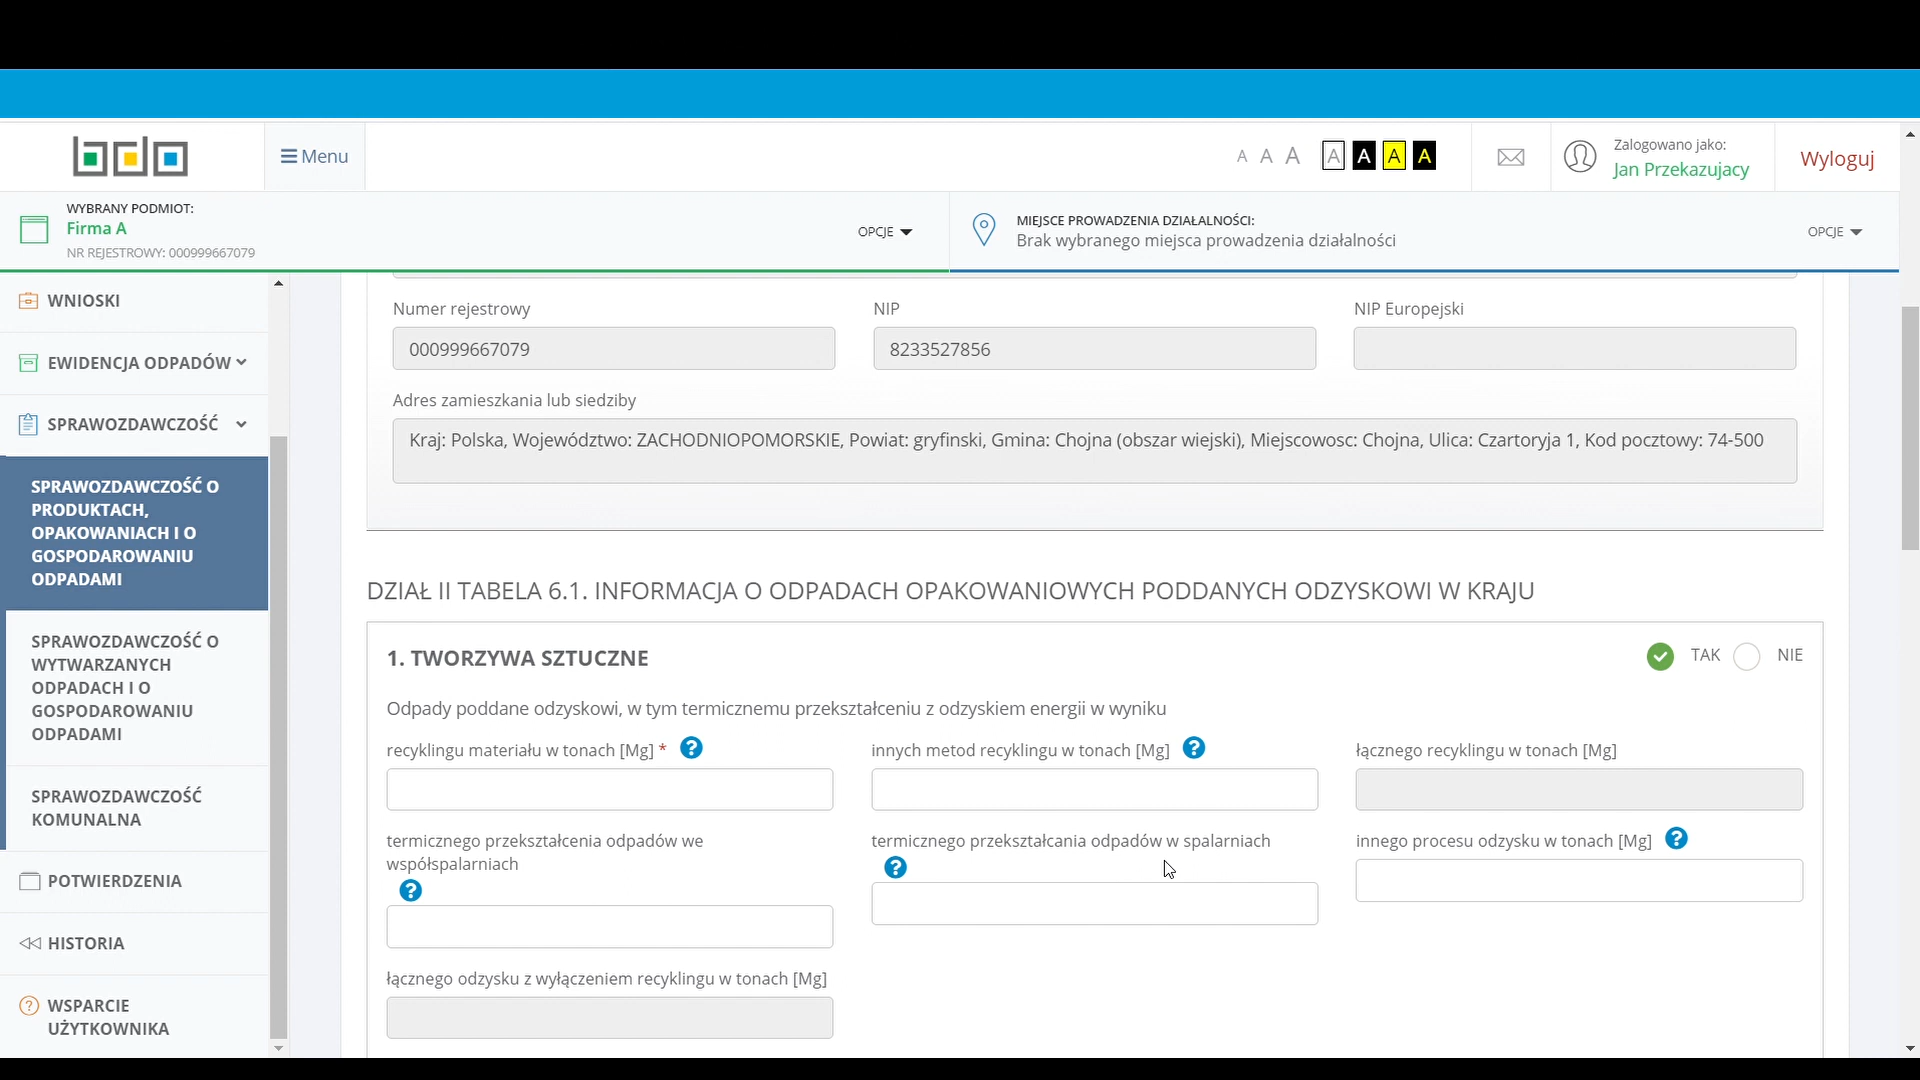 bdo
Menu
A A A A A A A
Zalogowano jako:
Jan Przekazujacy
Wyloguj
WYBRANY PODMIOT:
Firma A
NR REJESTROWY: 000999667079
OPCJE
MIEJSCE PROWADZENIA DZIAŁALNOŚCI:
Brak wybranego miejsca prowadzenia działalności
OPCJE
WNIOSKI
EWIDENCJA ODPADÓW
SPRAWOZDAWCZOŚĆ
SPRAWOZDAWCZOŚĆ O
PRODUKTACH,
OPAKOWANIACH I O
GOSPODAROWANIU
ODPADAMI
SPRAWOZDAWCZOŚĆ O
WYTWARZANYCH
ODPADACH I O
GOSPODAROWANIU
ODPADAMI
SPRAWOZDAWCZOŚĆ
KOMUNALNA
POTWIERDZENIA
HISTORIA
WSPARCIE
UŻYTKOWNIKA
Numer rejestrowy
000999667079
NIP
8233527856
NIP Europejski
Adres zamieszkania lub siedziby
Kraj: Polska, Województwo: ZACHODNIOPOMORSKIE, Powiat: gryfinski, Gmina: Chojna (obszar wiejski), Miejscowosc: Chojna, Ulica: Czartoryja 1, Kod pocztowy: 74-500
DZIAŁ II TABELA 6.1. INFORMACJA O ODPADACH OPAKOWANIOWYCH PODDANYCH ODZYSKOWI W KRAJU
1. TWORZYWA SZTUCZNE
TAK
NIE
Odpady poddane odzyskowi, w tym termicznemu przekształceniu z odzyskiem energii w wyniku
recyklingu materiału w tonach [Mg] * ?
innych metod recyklingu w tonach [Mg] ?
łącznego recyklingu w tonach [Mg]
termicznego przekształcenia odpadów we
współspalarniach
?
termicznego przekształcania odpadów w spalarniach
?
innego procesu odzysku w tonach [Mg] ?
łącznego odzysku z wyłączeniem recyklingu w tonach [Mg]